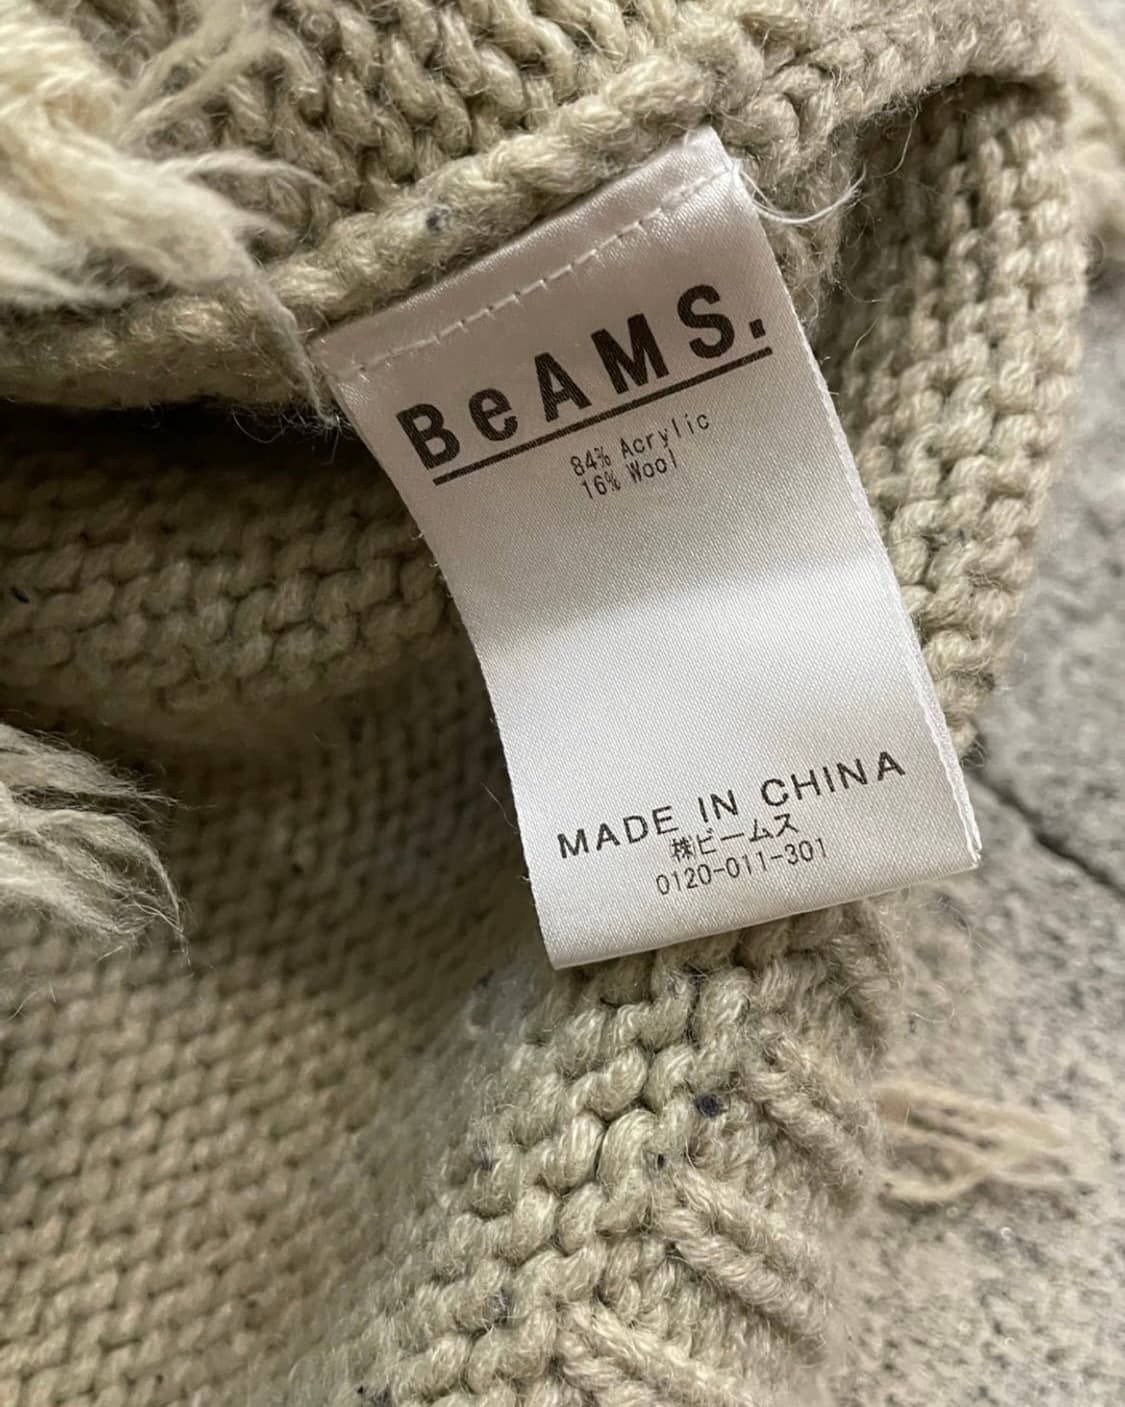 BeAMS.
84% Acrylic
16% Wool
MADE IN CHINA
㈱ビームス
0120-011-301